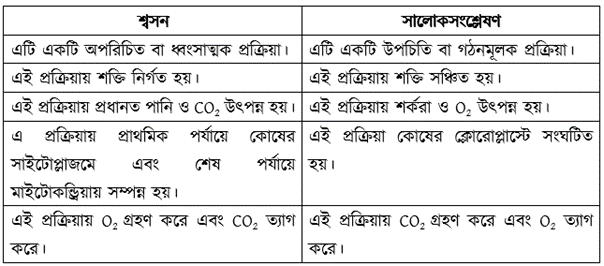 শ্বসন
সালোকসংশ্লেষণ
এটি একটি অপরিচিত বা ধ্বংসাত্মক প্রক্রিয়া।
এটি একটি উপচিতি বা গঠনমূলক প্রক্রিয়া।
এই প্রক্রিয়ায় শক্তি নির্গত হয়।
এই প্রক্রিয়ায় শক্তি সঞ্চিত হয়।
এই প্রক্রিয়ায় প্রধানত পানি ও CO₂ উৎপন্ন হয়।
এই প্রক্রিয়ায় শর্করা ও O₂ উৎপন্ন হয়।
এ প্রক্রিয়ায় প্রাথমিক পর্যায়ে কোষের
সাইটোপ্লাজমে এবং শেষ পর্যায়ে
মাইটোকন্ড্রিয়ায় সম্পন্ন হয়।
এই প্রক্রিয়া কোষের ক্লোরোপ্লাস্টে সংঘটিত
হয়।
এই প্রক্রিয়ায় O₂ গ্রহণ করে এবং CO₂ ত্যাগ
করে।
এই প্রক্রিয়ায় CO₂ গ্রহণ করে এবং O₂ ত্যাগ
করে।